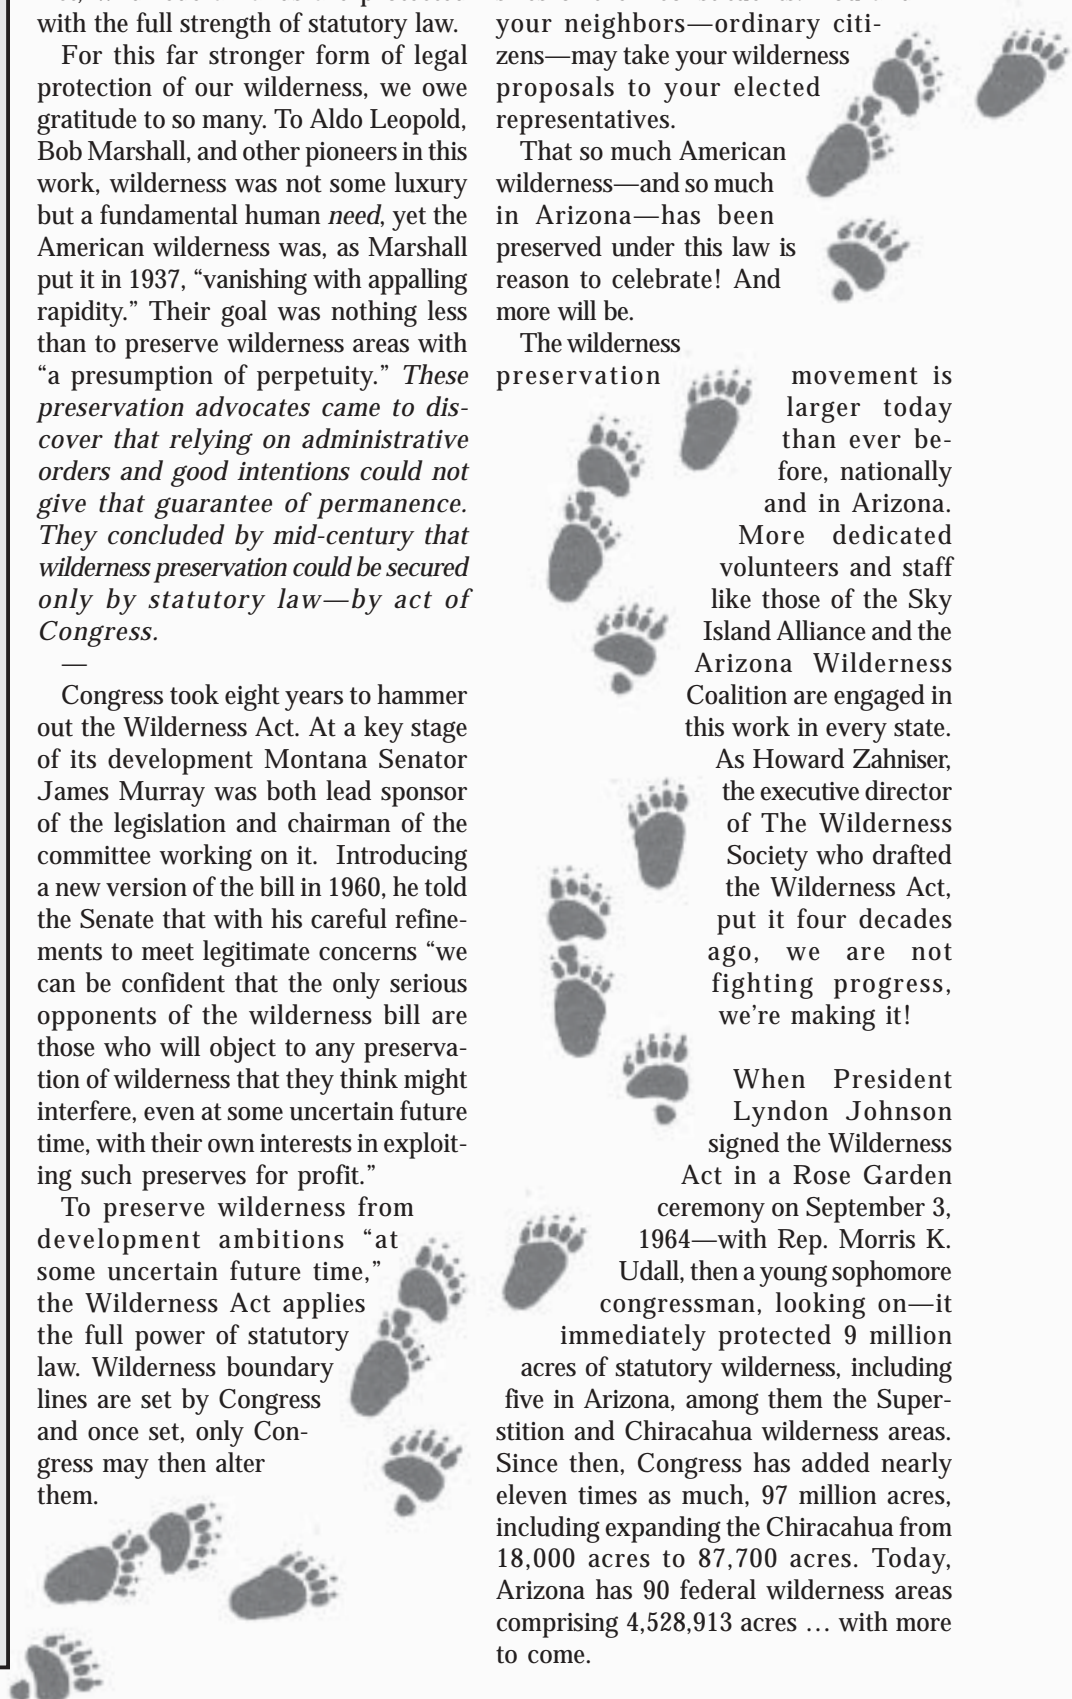 with the full strength of statutory law.
For this far stronger form of legal
protection of our wilderness, we owe
gratitude to so many. To Aldo Leopold,
Bob Marshall, and other pioneers in this
work, wilderness was not some luxury
but a fundamental human need, yet the
American wilderness was, as Marshall
put it in 1937, “vanishing with appalling
rapidity.” Their goal was nothing less
than to preserve wilderness areas with
“a presumption of perpetuity.” These
preservation advocates came to dis-
cover that relying on administrative
orders and good intentions could not
give that guarantee of permanence.
They concluded by mid-century that
wilderness preservation could be secured
only by statutory law—by act of
Congress.
—
Congress took eight years to hammer
out the Wilderness Act. At a key stage
of its development Montana Senator
James Murray was both lead sponsor
of the legislation and chairman of the
committee working on it. Introducing
a new version of the bill in 1960, he told
the Senate that with his careful refine-
ments to meet legitimate concerns “we
can be confident that the only serious
opponents of the wilderness bill are
those who will object to any preserva-
tion of wilderness that they think might
interfere, even at some uncertain future
time, with their own interests in exploit-
ing such preserves for profit.”
To preserve wilderness from
development ambitions “at
some uncertain future time,”
the Wilderness Act applies
the full power of statutory
law. Wilderness boundary
lines are set by Congress
and once set, only Con-
gress may then alter
them.
your neighbors—ordinary citi-
zens—may take your wilderness
proposals to your elected
representatives.
That so much American
wilderness—and so much
in Arizona—has been
preserved under this law is
reason to celebrate! And
more will be.
The wilderness
preservation movement is
larger today
than ever be-
fore, nationally
and in Arizona.
More dedicated
volunteers and staff
like those of the Sky
Island Alliance and the
Arizona Wilderness
Coalition are engaged in
this work in every state.
As Howard Zahniser,
the executive director
of The Wilderness
Society who drafted
the Wilderness Act,
put it four decades
ago, we are not
fighting progress,
we’re making it!
When President
Lyndon Johnson
signed the Wilderness
Act in a Rose Garden
ceremony on September 3,
1964—with Rep. Morris K.
Udall, then a young sophomore
congressman, looking on—it
immediately protected 9 million
acres of statutory wilderness, including
five in Arizona, among them the Super-
stition and Chiracahua wilderness areas.
Since then, Congress has added nearly
eleven times as much, 97 million acres,
including expanding the Chiracahua from
18,000 acres to 87,700 acres. Today,
Arizona has 90 federal wilderness areas
comprising 4,528,913 acres … with more
to come.